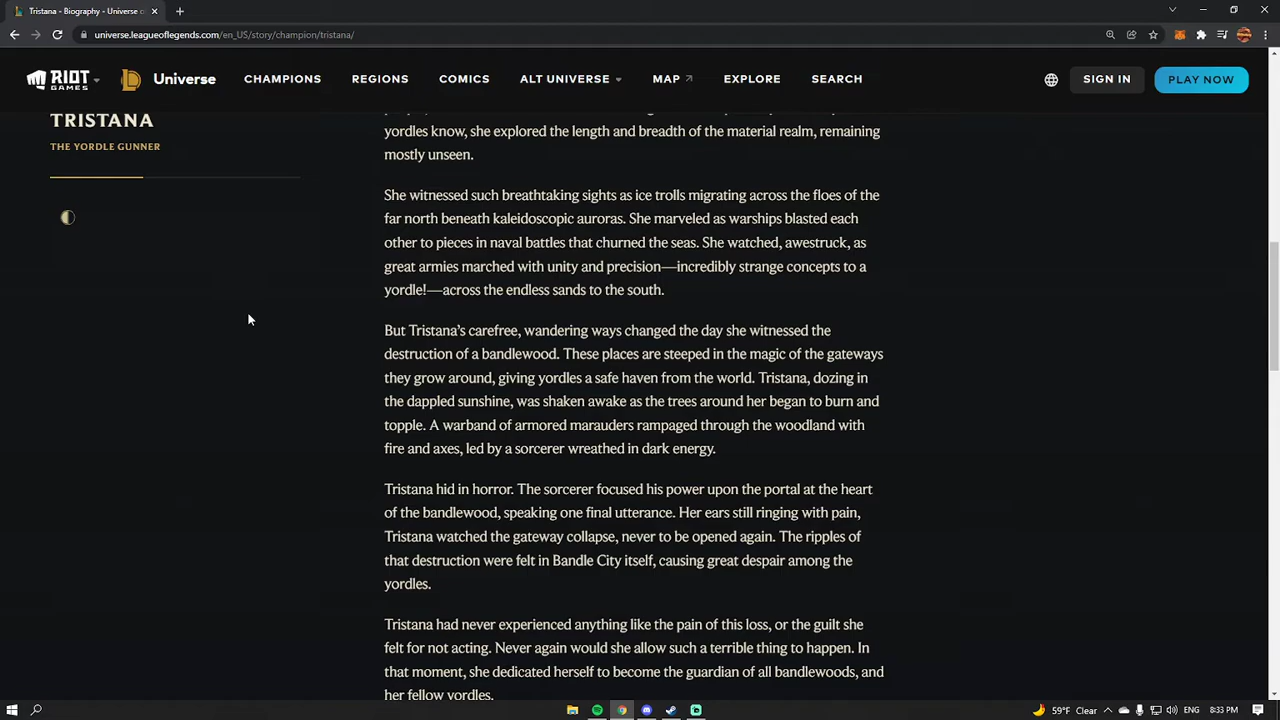 Tristana - Biography - Universe of
universe.leagueoflegends.com/en_US/story/champion/tristana/
RIOT GAMES
Universe
CHAMPIONS
REGIONS
COMICS
ALT UNIVERSE
MAP
EXPLORE
SEARCH
SIGN IN
PLAY NOW
TRISTANA
THE YORDLE GUNNER
yordles know, she explored the length and breadth of the material realm, remaining
mostly unseen.
She witnessed such breathtaking sights as ice trolls migrating across the floes of the
far north beneath kaleidoscopic auroras. She marveled as warships blasted each
other to pieces in naval battles that churned the seas. She watched, awestruck, as
great armies marched with unity and precision—incredibly strange concepts to a
yordle!—across the endless sands to the south.
But Tristana’s carefree, wandering ways changed the day she witnessed the
destruction of a bandlewood. These places are steeped in the magic of the gateways
they grow around, giving yordles a safe haven from the world. Tristana, dozing in
the dappled sunshine, was shaken awake as the trees around her began to burn and
topple. A warband of armored marauders rampaged through the woodland with
fire and axes, led by a sorcerer wreathed in dark energy.
Tristana hid in horror. The sorcerer focused his power upon the portal at the heart
of the bandlewood, speaking one final utterance. Her ears still ringing with pain,
Tristana watched the gateway collapse, never to be opened again. The ripples of
that destruction were felt in Bandle City itself, causing great despair among the
yordles.
Tristana had never experienced anything like the pain of this loss, or the guilt she
felt for not acting. Never again would she allow such a terrible thing to happen. In
that moment, she dedicated herself to become the guardian of all bandlewoods, and
her fellow yordles.
59°F Clear
ENG
8:33 PM